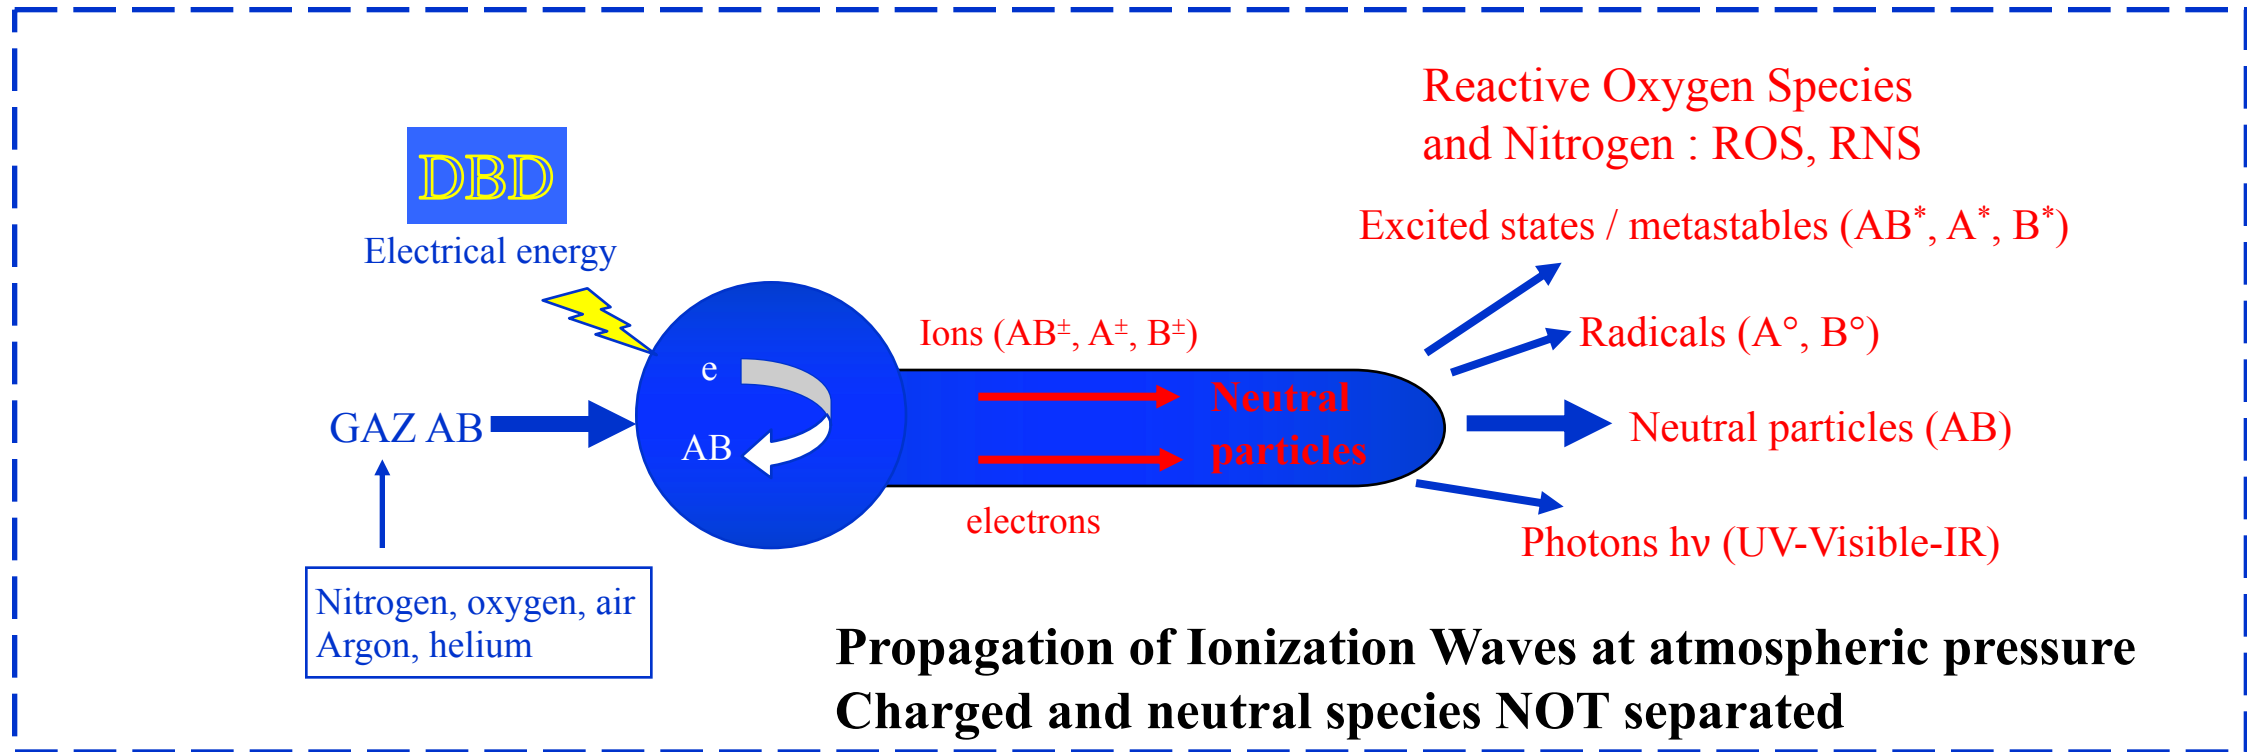 Reactive Oxygen Species
and Nitrogen : ROS, RNS
DBD
Electrical energy
Excited states / metastables (AB*, A*, B*)
Ions (AB±, A±, B±)
Radicals (A°, B°)
e
AB
GAZ AB
Neutral
particles
Neutral particles (AB)
electrons
Photons hν (UV-Visible-IR)
Nitrogen, oxygen, air
Argon, helium
Propagation of Ionization Waves at atmospheric pressure
Charged and neutral species NOT separated